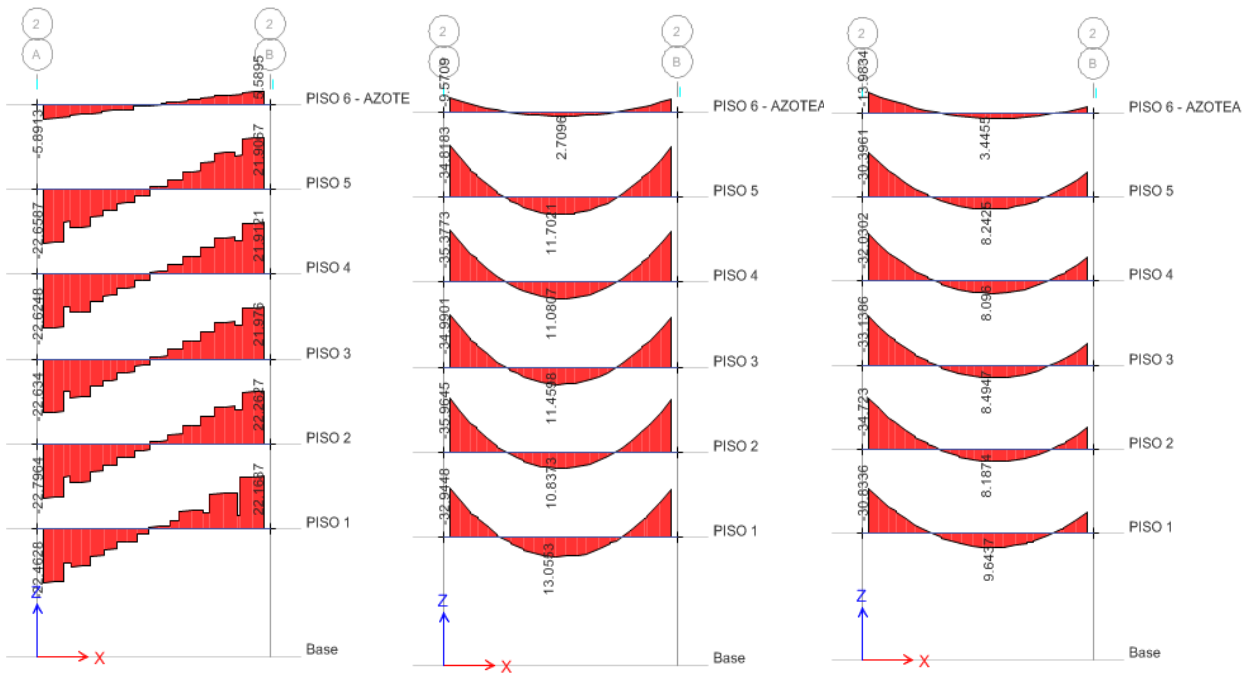 2
A
2
B
5.5895
PISO 6 - AZOTE
-5.8913
21.9067
PISO 5
-22.6587
21.9121
PISO 4
-22.6248
21.976
PISO 3
-22.634
22.2627
PISO 2
-22.7964
22.1687
PISO 1
-22.4628
Z
X
Base
2
2
B
-9.5709
PISO 6 - AZOTEA
2.7096
-34.8183
PISO 5
11.7021
-35.3773
PISO 4
11.0807
-34.9901
PISO 3
11.4598
-35.9645
PISO 2
10.8373
-32.9448
PISO 1
13.0553
Z
X
Base
2
2
B
-13.9834
PISO 6 - AZOTEA
3.4455
-30.3961
PISO 5
8.2425
-32.0302
PISO 4
8.096
-33.1386
PISO 3
8.4947
-34.723
PISO 2
8.1874
-30.8336
PISO 1
9.6437
Z
X
Base